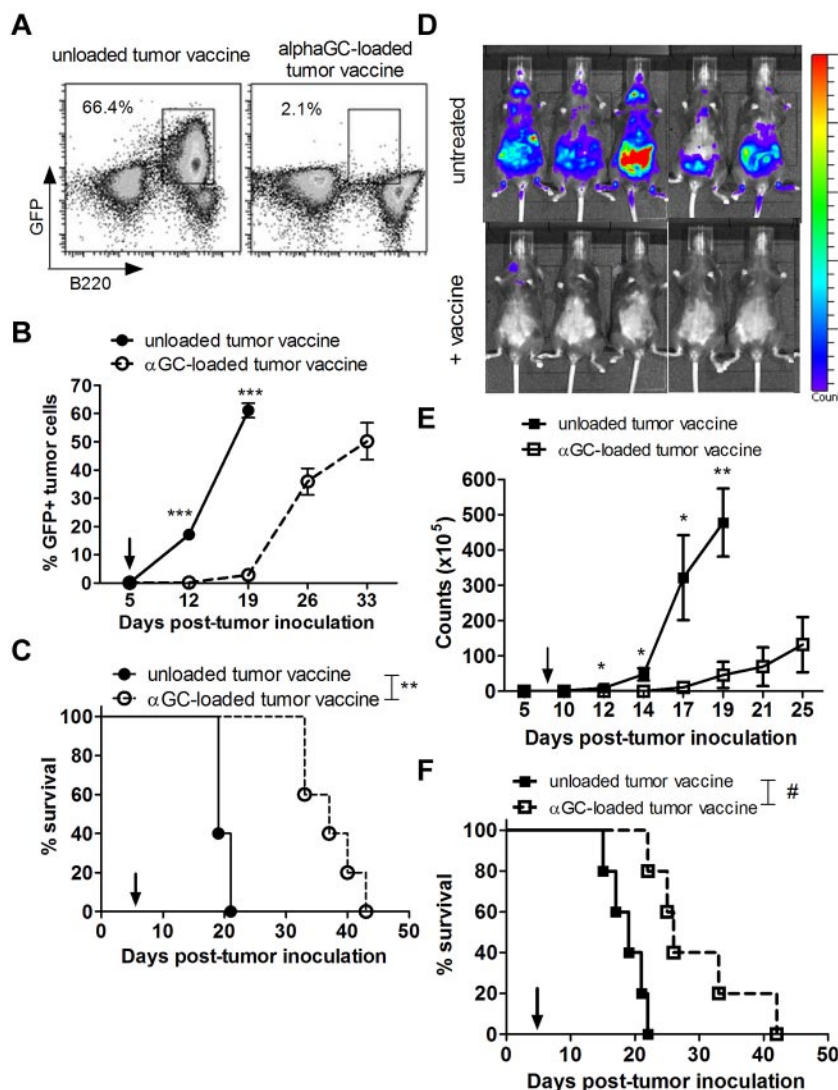 A
unloaded tumor vaccine
alphaGC-loaded
tumor vaccine
66.4%
2.1%
GFP
B220
B
unloaded tumor vaccine
αGC-loaded tumor vaccine
% GFP+ tumor cells
70
60
50
40
30
20
10
0
***
***
5 12 19 26 33
Days post-tumor inoculation
C
unloaded tumor vaccine
αGC-loaded tumor vaccine
**
% survival
100
80
60
40
20
0
0 10 20 30 40 50
Days post-tumor inoculation
D
untreated
+ vaccine
Count
E
unloaded tumor vaccine
αGC-loaded tumor vaccine
Counts (x10⁵)
600
500
400
300
200
100
0
*
*
*
**
5 10 12 14 17 19 21 25
Days post-tumor inoculation
F
unloaded tumor vaccine
αGC-loaded tumor vaccine
#
% survival
100
80
60
40
20
0
0 10 20 30 40 50
Days post-tumor inoculation